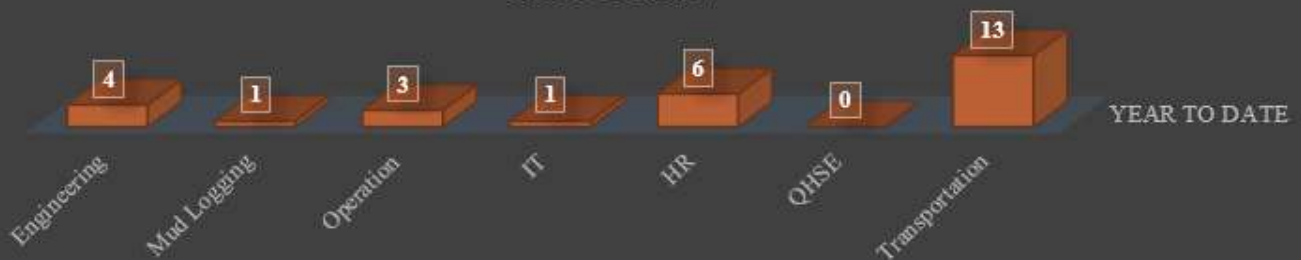 13
6
4
3
1
1
0
YEAR TO DATE
Engineering
Mud Logging
Operation
IT
HR
QHSE
Transportation